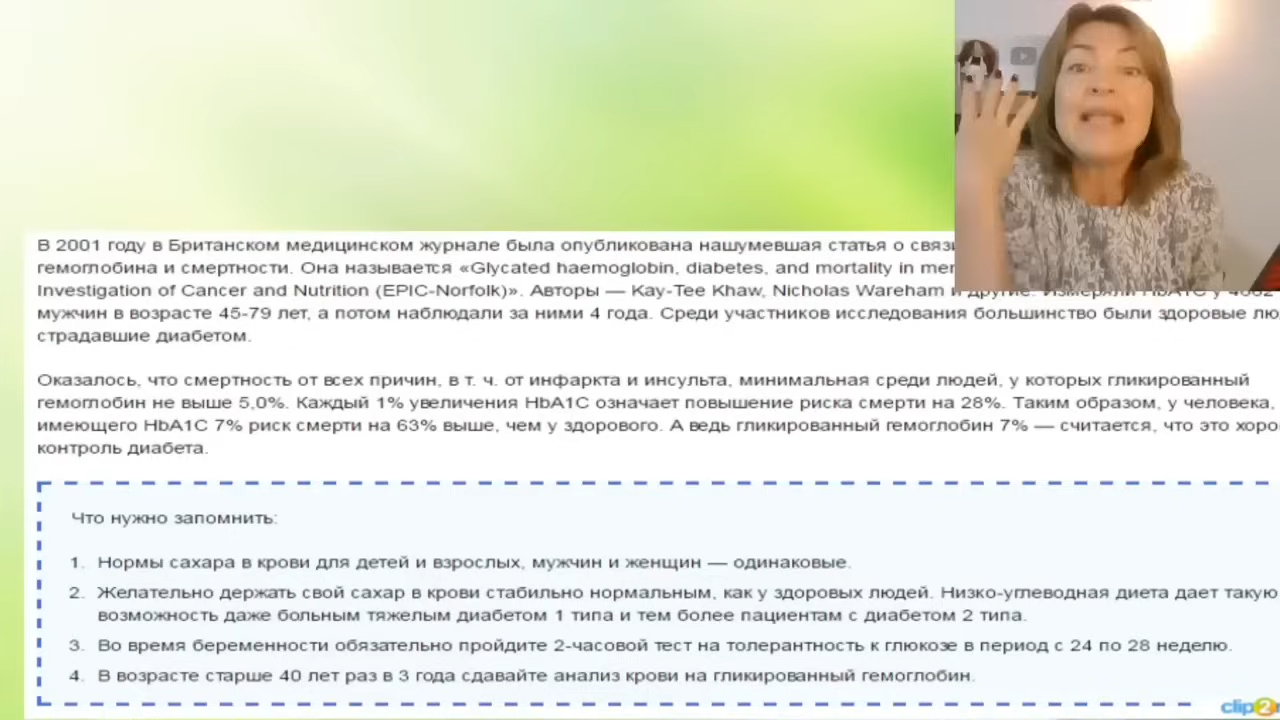 В 2001 году в Британском медицинском журнале была опубликована нашумевшая статья о связи
гемоглобина и смертности. Она называется «Glycated haemoglobin, diabetes, and mortality in
Investigation of Cancer and Nutrition (EPIC-Norfolk)». Авторы — Kay-Tee Khaw, Nicholas Wareham и другие. Измеряли HbA1C у
мужчин в возрасте 45-79 лет, а потом наблюдали за ними 4 года. Среди участников исследования большинство были здоровые
страдавшие диабетом.
Оказалось, что смертность от всех причин, в т. ч. от инфаркта и инсульта, минимальная среди людей, у которых гликированный
гемоглобин не выше 5,0%. Каждый 1% увеличения HbA1C означает повышение риска смерти на 28%. Таким образом, у человека,
имеющего HbA1C 7% риск смерти на 63% выше, чем у здорового. А ведь гликированный гемоглобин 7% — считается, что это
контроль диабета.
Что нужно запомнить:
1. Нормы сахара в крови для детей и взрослых, мужчин и женщин — одинаковые.
2. Желательно держать свой сахар в крови стабильно нормальным, как у здоровых людей. Низко-углеводная диета дает такую
возможность даже больным тяжелым диабетом 1 типа и тем более пациентам с диабетом 2 типа.
3. Во время беременности обязательно пройдите 2-часовой тест на толерантность к глюкозе в период с 24 по 28 неделю.
4. В возрасте старше 40 лет раз в 3 года сдавайте анализ крови на гликированный гемоглобин.